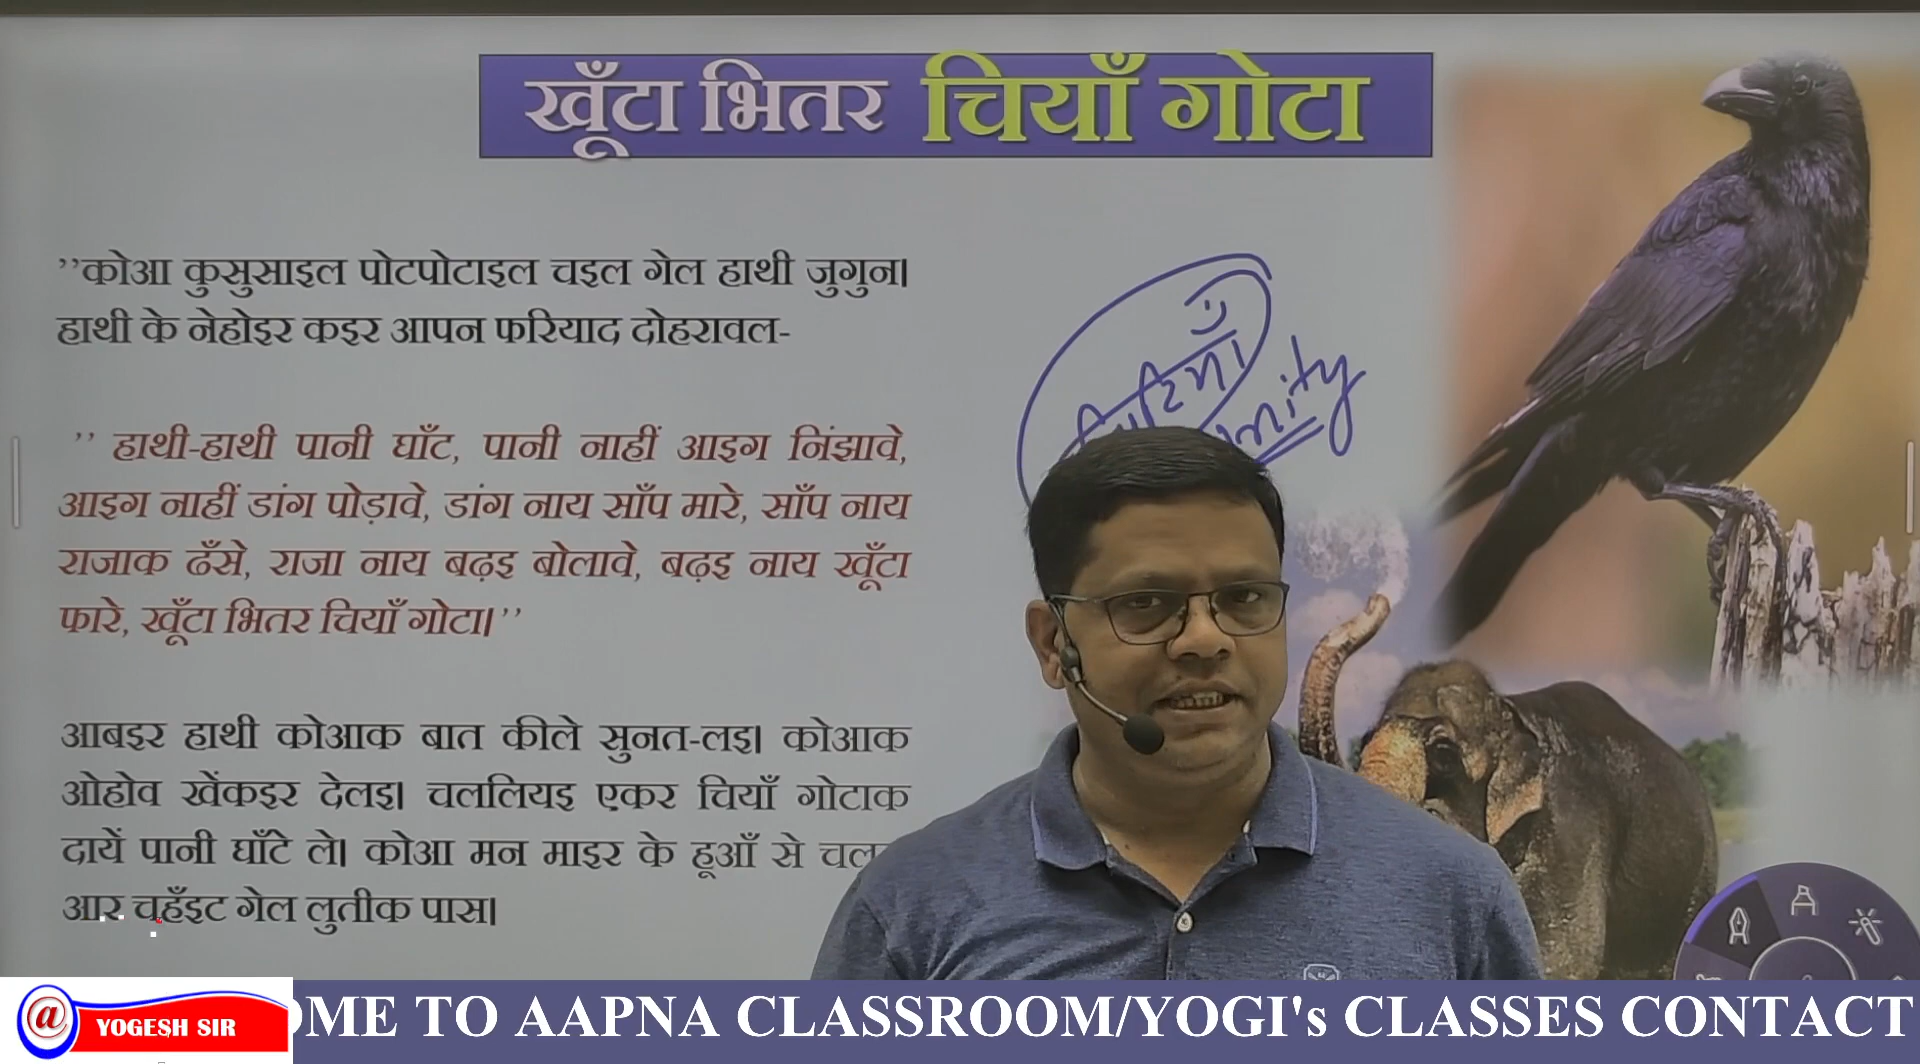 खूँटा भितर चियाँ गोटा
’’कोआ कुसुसाइल पोटपोटाइल चइल गेल हाथी जुगुन।
हाथी के नेहोइर कइर आपन फरियाद दोहरावल-
’’ हाथी-हाथी पानी घाँट, पानी नाहीं आइग निंझावे,
आइग नाहीं डांग पोड़ावे, डांग नाय साँप मारे, साँप नाय
राजाक ढँसे, राजा नाय बढ़इ बोलावे, बढ़इ नाय खूँटा
फारे, खूँटा भितर चियाँ गोटा।’’
आबइर हाथी कोआक बात कीले सुनत-लइ। कोआक
ओहोव खेंकइर देलइ। चललियइ एकर चियाँ गोटाक
दायें पानी घाँटे ले। कोआ मन माइर के हूआँ से
आर चहँइट गेल लुतीक पास।
@ YOGESH SIR
TO AAPNA CLASSROOM/YOGI's CLASSES CONTACT